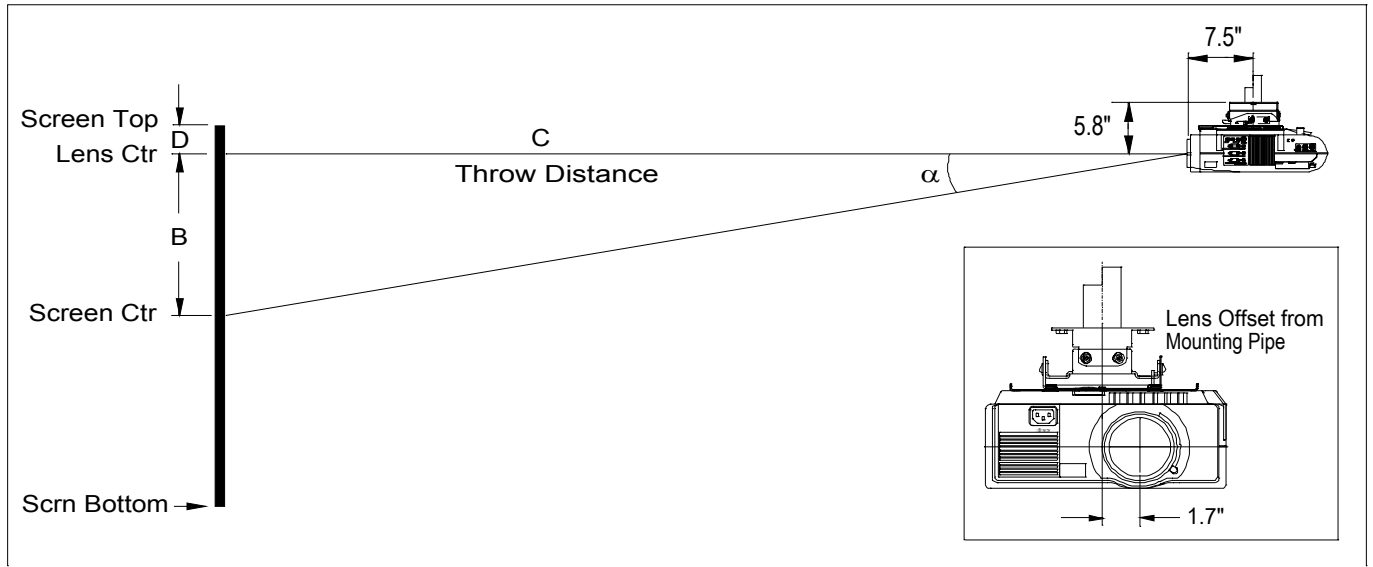 7.5"
Screen Top
D
Lens Ctr
C
5.8"
Throw Distance
α
B
Screen Ctr
Lens Offset from
Mounting Pipe
Scrn Bottom
1.7"